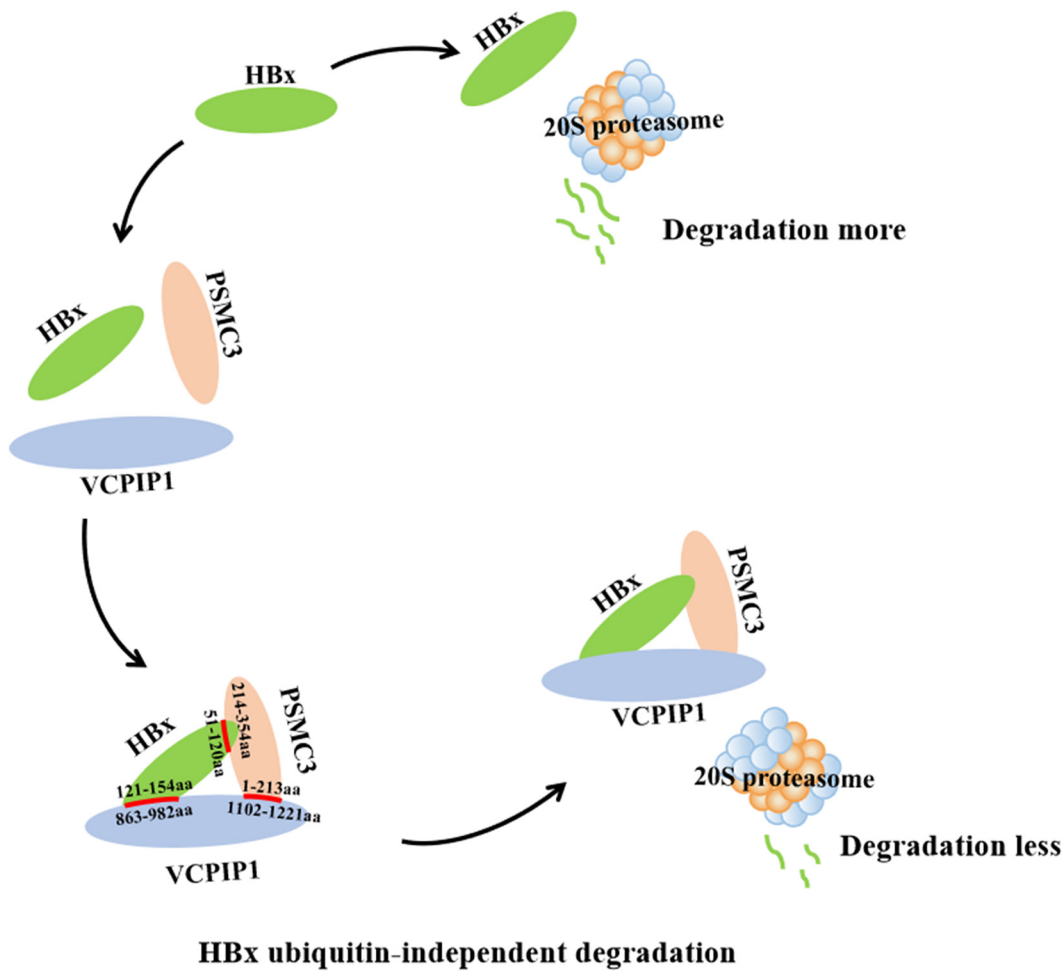 HBx
HBx
20S proteasome
Degradation more
HBx
PSMC3
VCPIP1
HBx
PSMC3
VCPIP1
HBx
51-120aa
214-354aa
PSMC3
121-154aa
1-213aa
863-982aa
1102-1221aa
VCPIP1
20S proteasome
Degradation less
HBx ubiquitin-independent degradation